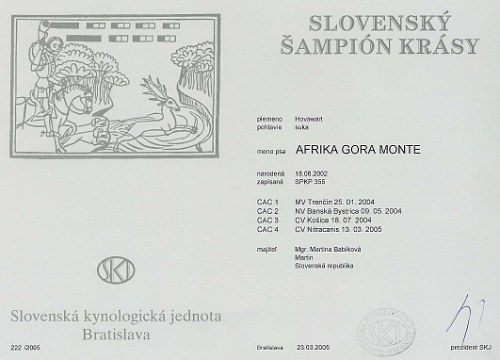 SLOVENSKÝ
ŠAMPIÓN KRÁSY
plemeno Hovawart
pohlavie suka
meno psa AFRIKA GORA MONTE
narodená 18.08.2002
zapísaná SPKP 355
CAC 1 MV Trenčín 25. 01. 2004
CAC 2 NV Banská Bystrica 09. 05. 2004
CAC 3 CV Košice 18. 07. 2004
CAC 4 CV Nitracanis 13. 03. 2005
majiteľ Mgr. Martina Babiková
Martin
Slovenská republika
SKJ
Slovenská kynologická jednota
Bratislava
222 /2005
Bratislava 23.03.2005
prezident SKJ